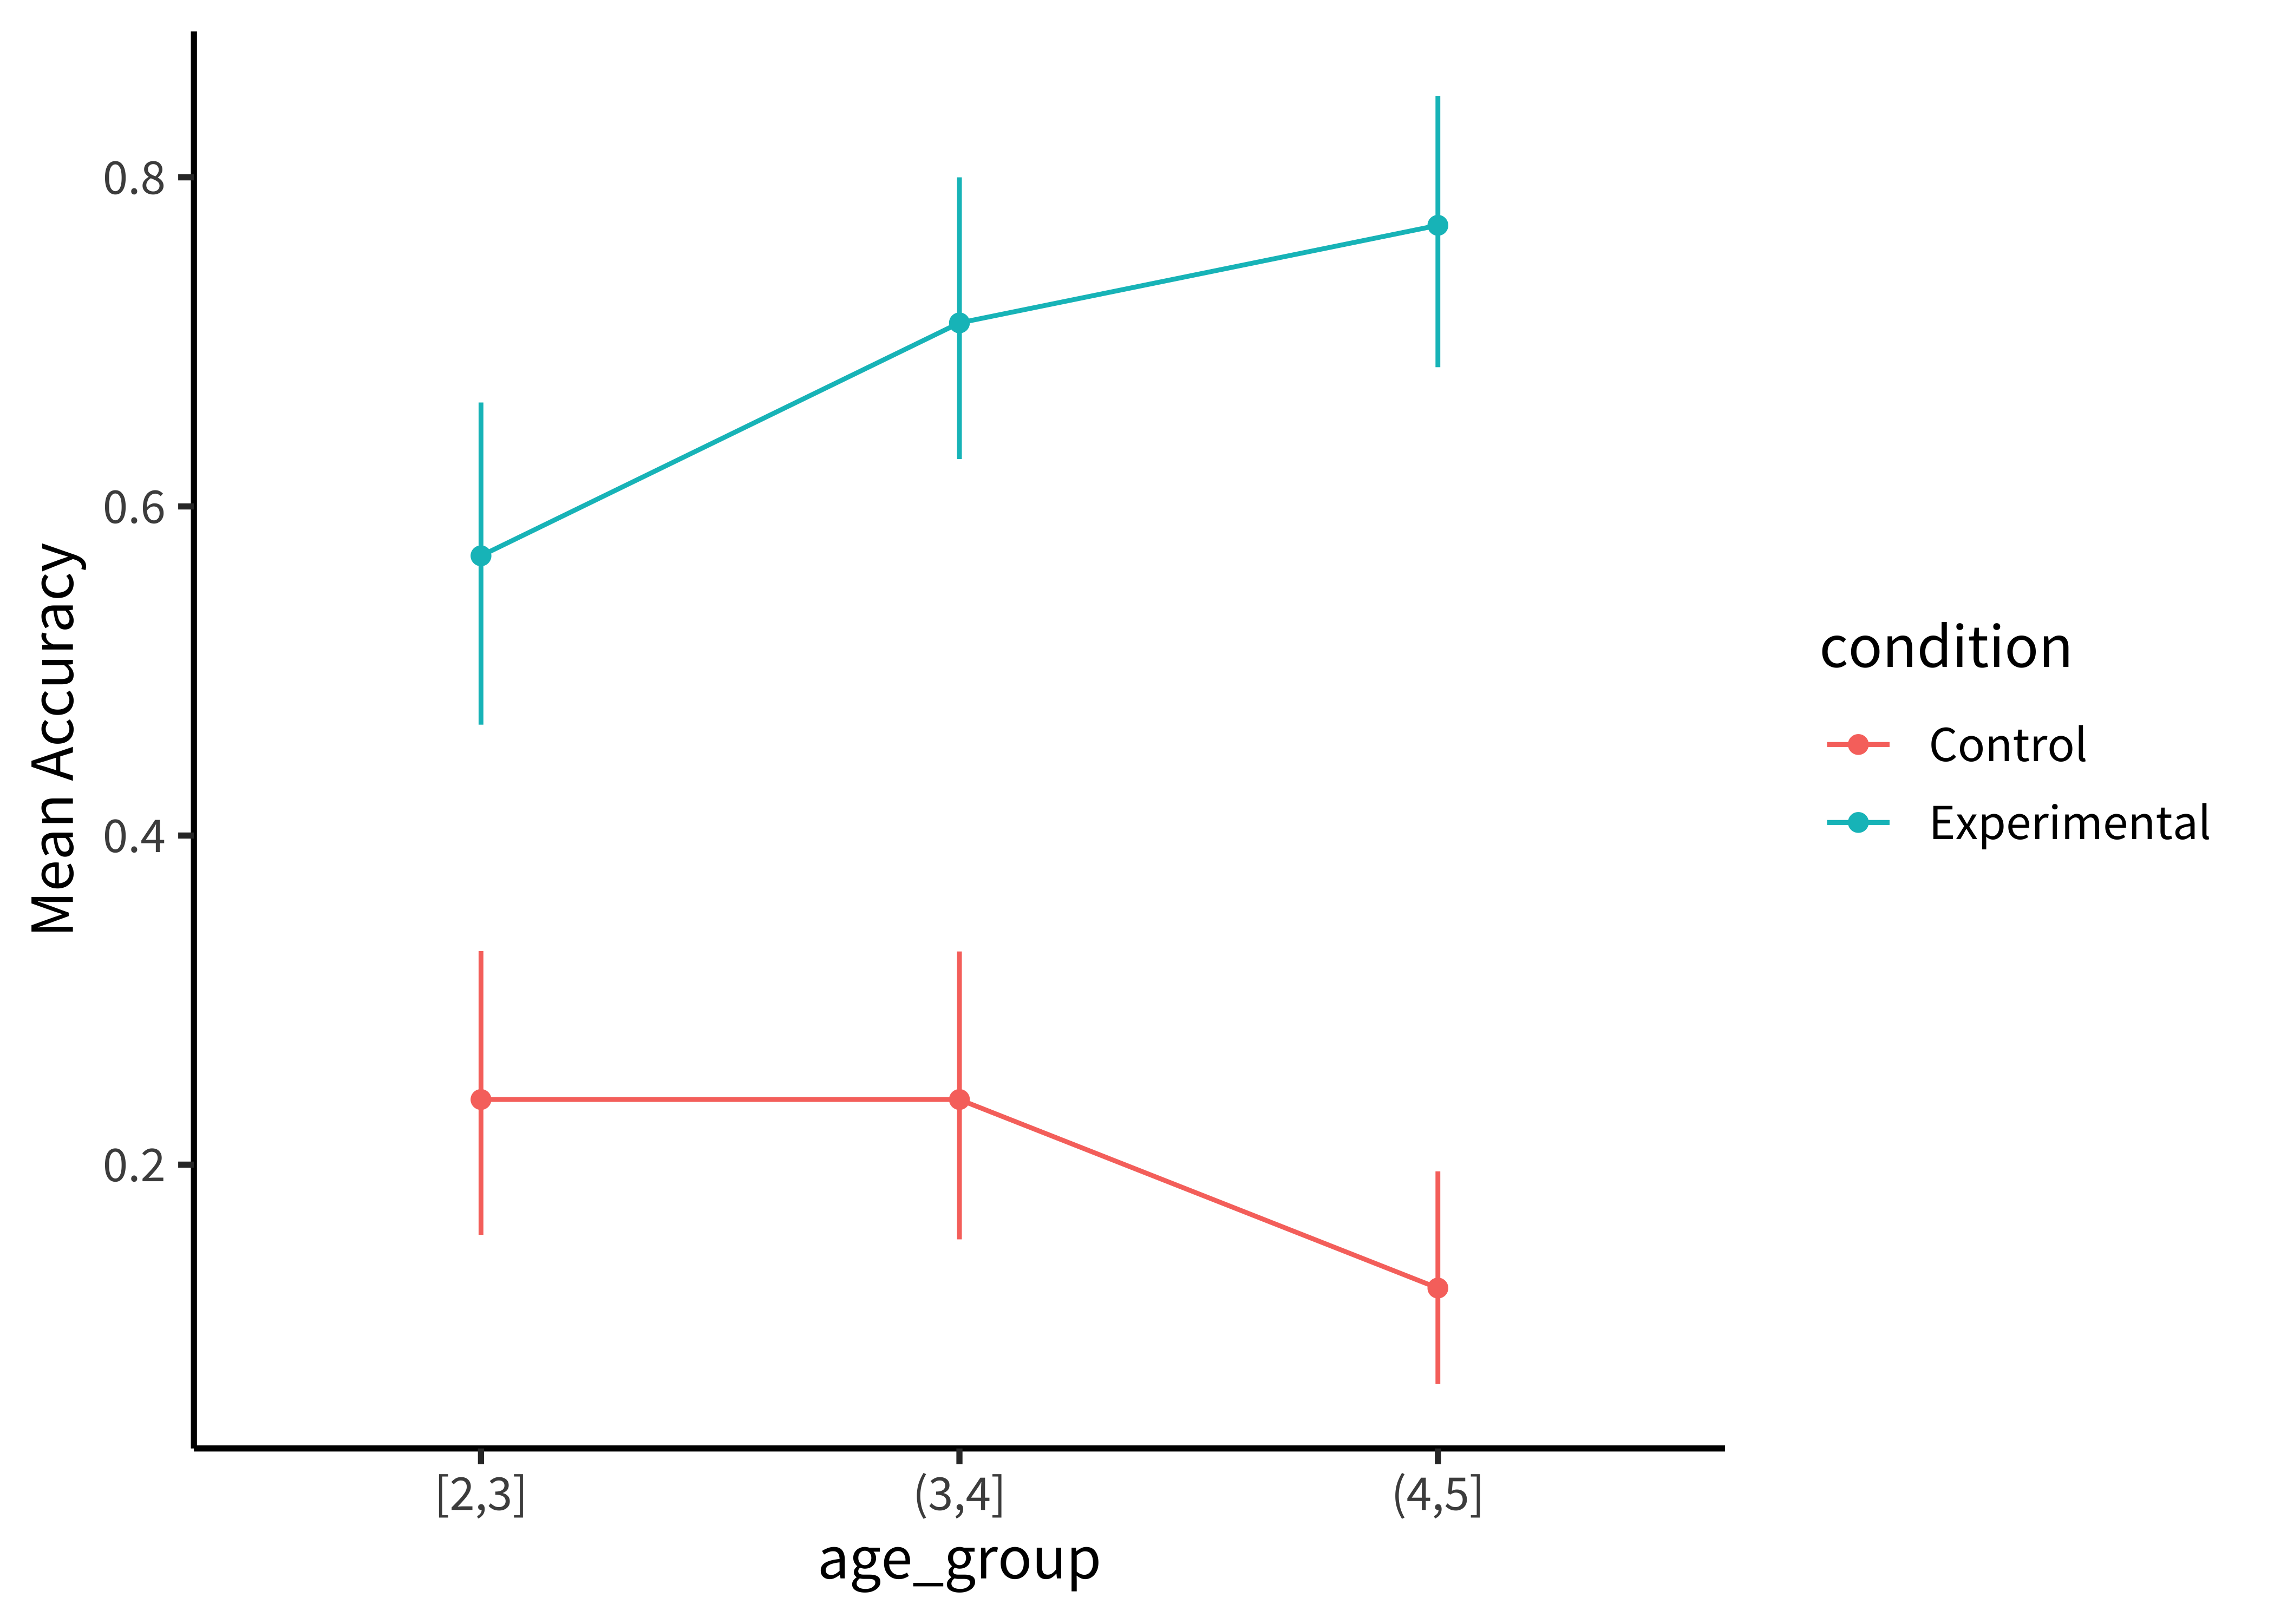 Mean Accuracy
0.8
0.6
0.4
0.2
[2,3]
(3,4]
(4,5]
age_group
condition
Control
Experimental